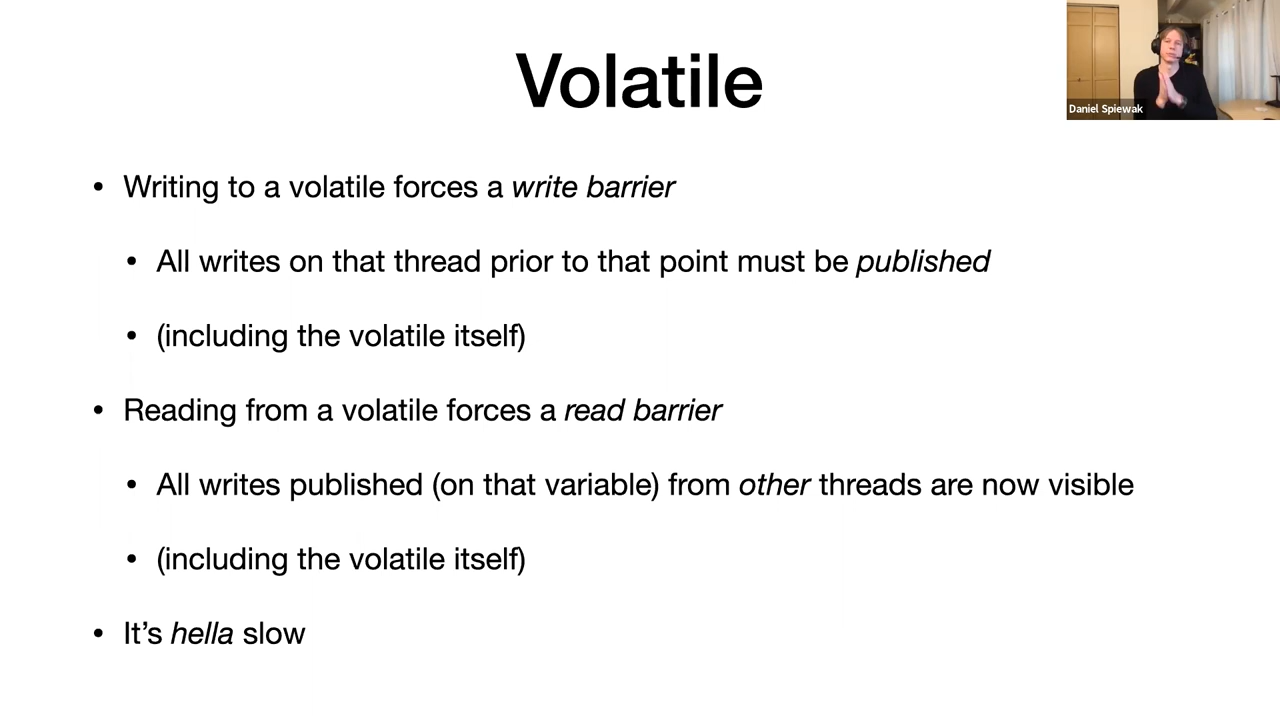 Volatile
Daniel Spiewak
• Writing to a volatile forces a write barrier
• All writes on that thread prior to that point must be published
• (including the volatile itself)
• Reading from a volatile forces a read barrier
• All writes published (on that variable) from other threads are now visible
• (including the volatile itself)
• It’s hella slow